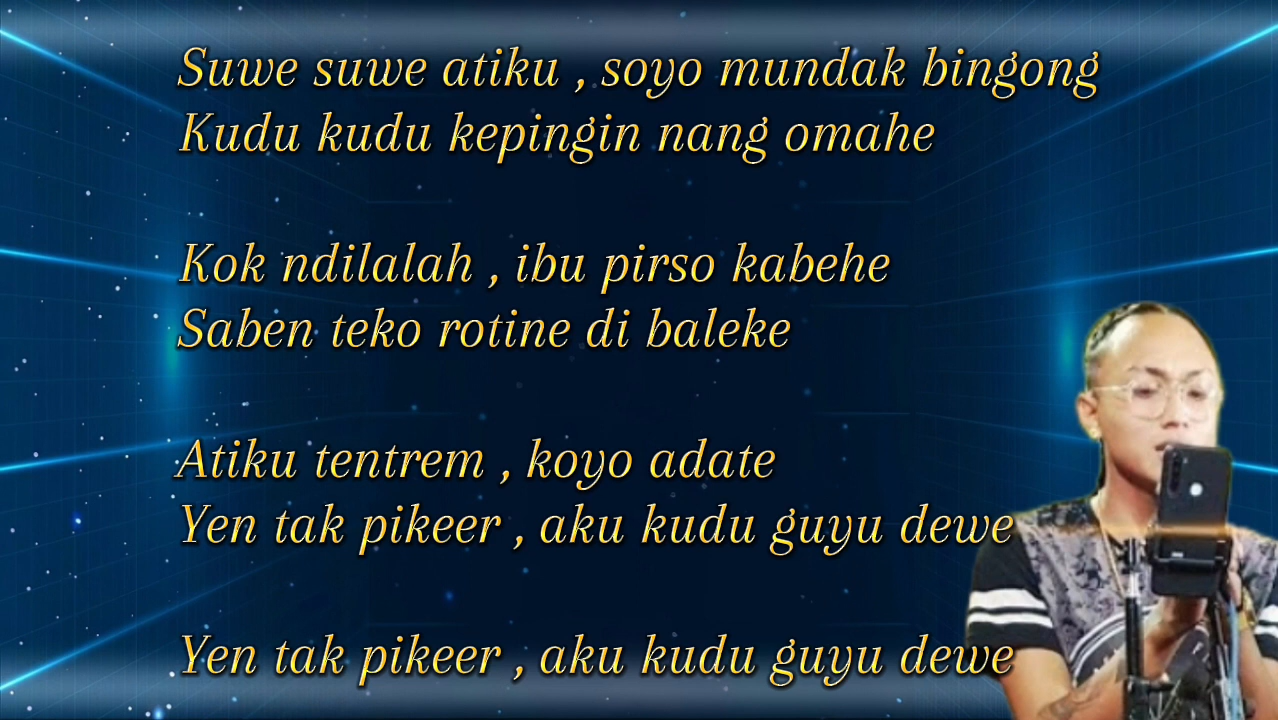 Suwe suwe atiku , soyo mundak bingong
Kudu kudu kepingin nang omahe
Kok ndilalah , ibu pirso kabehe
Saben teko rotine di baleke
Atiku tentrem , koyo adate
Yen tak pikeer , aku kudu guyu dewe
Yen tak pikeer , aku kudu guyu dewe